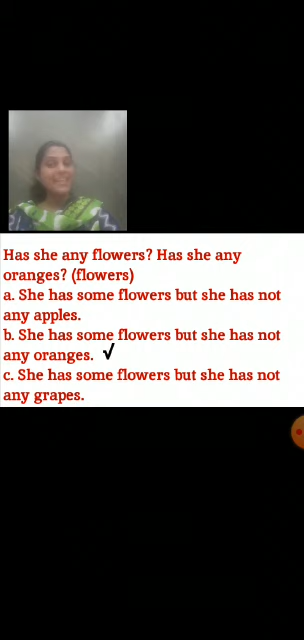 Has she any flowers? Has she any
oranges? (flowers)
a. She has some flowers but she has not
any apples.
b. She has some flowers but she has not
any oranges. ✓
c. She has some flowers but she has not
any grapes.